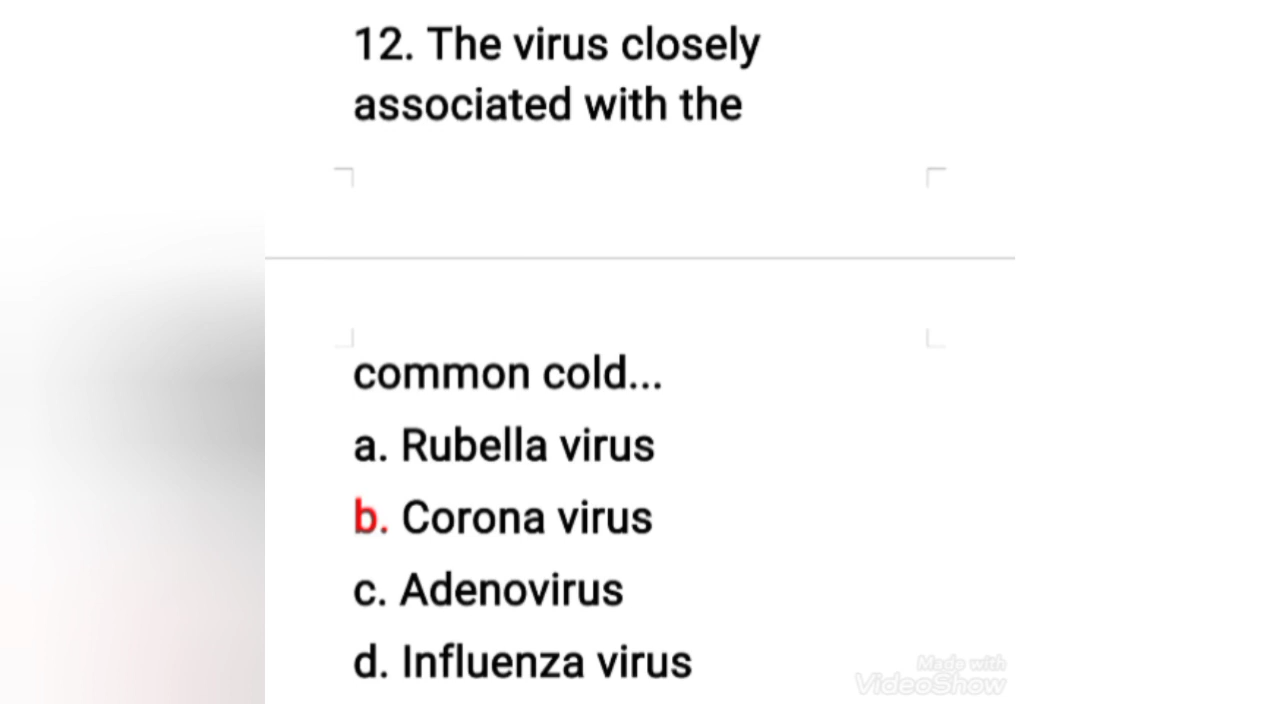 12. The virus closely
associated with the
common cold...
a. Rubella virus
b. Corona virus
c. Adenovirus
d. Influenza virus
Made with
VideoShow